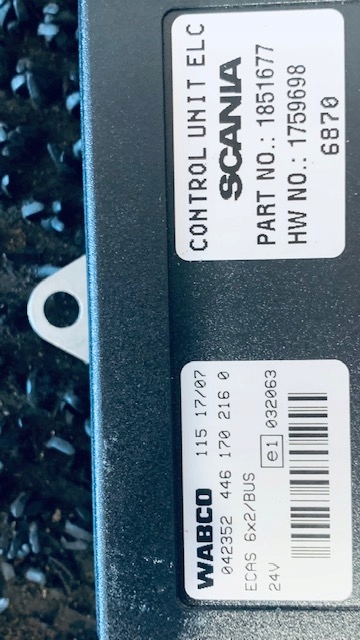 CONTROL UNIT ELC
SCANIA
PART NO.: 1851677
HW NO.: 1759698
6870
WABCO 115 17/07
042352 446 170 216 0
ECAS 6x2/BUS
24V e1 032063